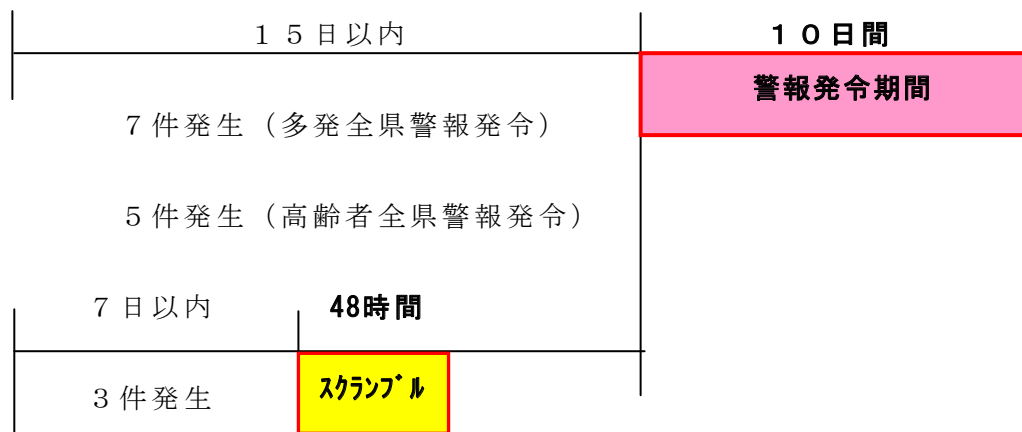 １５日以内 １０日間
警報発令期間
７件発生（多発全県警報発令）
５件発生（高齢者全県警報発令）
７日以内 48時間
３件発生 ｽｸﾗﾝﾌﾞﾙ